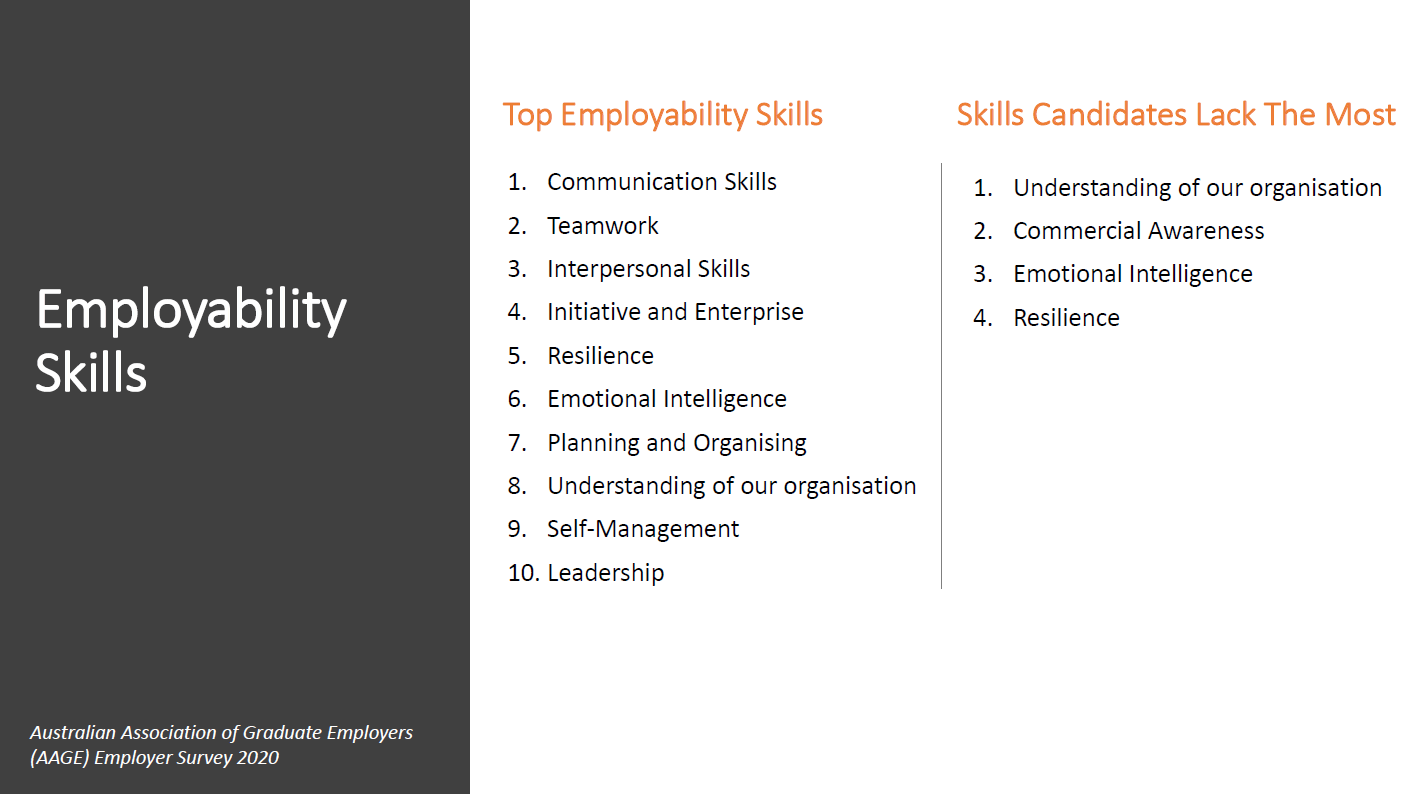 Employability
Skills
Australian Association of Graduate Employers
(AAGE) Employer Survey 2020
Top Employability Skills
1. Communication Skills
2. Teamwork
3. Interpersonal Skills
4. Initiative and Enterprise
5. Resilience
6. Emotional Intelligence
7. Planning and Organising
8. Understanding of our organisation
9. Self-Management
10. Leadership
Skills Candidates Lack The Most
1. Understanding of our organisation
2. Commercial Awareness
3. Emotional Intelligence
4. Resilience